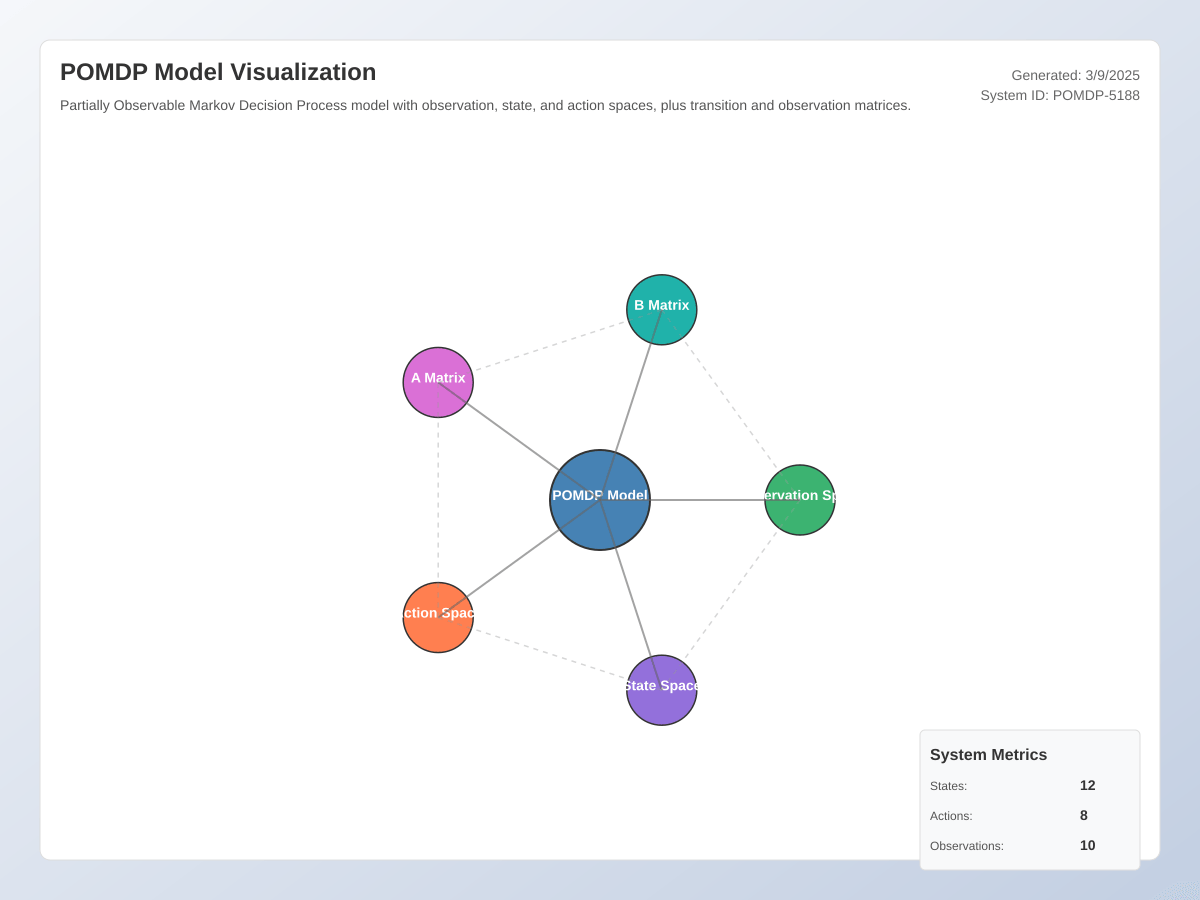 POMDP Model Visualization
Generated: 3/9/2025
Partially Observable Markov Decision Process model with observation, state, and action spaces, plus transition and observation matrices.
System ID: POMDP-5188
B Matrix
A Matrix
POMDP Model
ervation Sp
ction Spac
State Space
System Metrics
States: 12
Actions: 8
Observations: 10